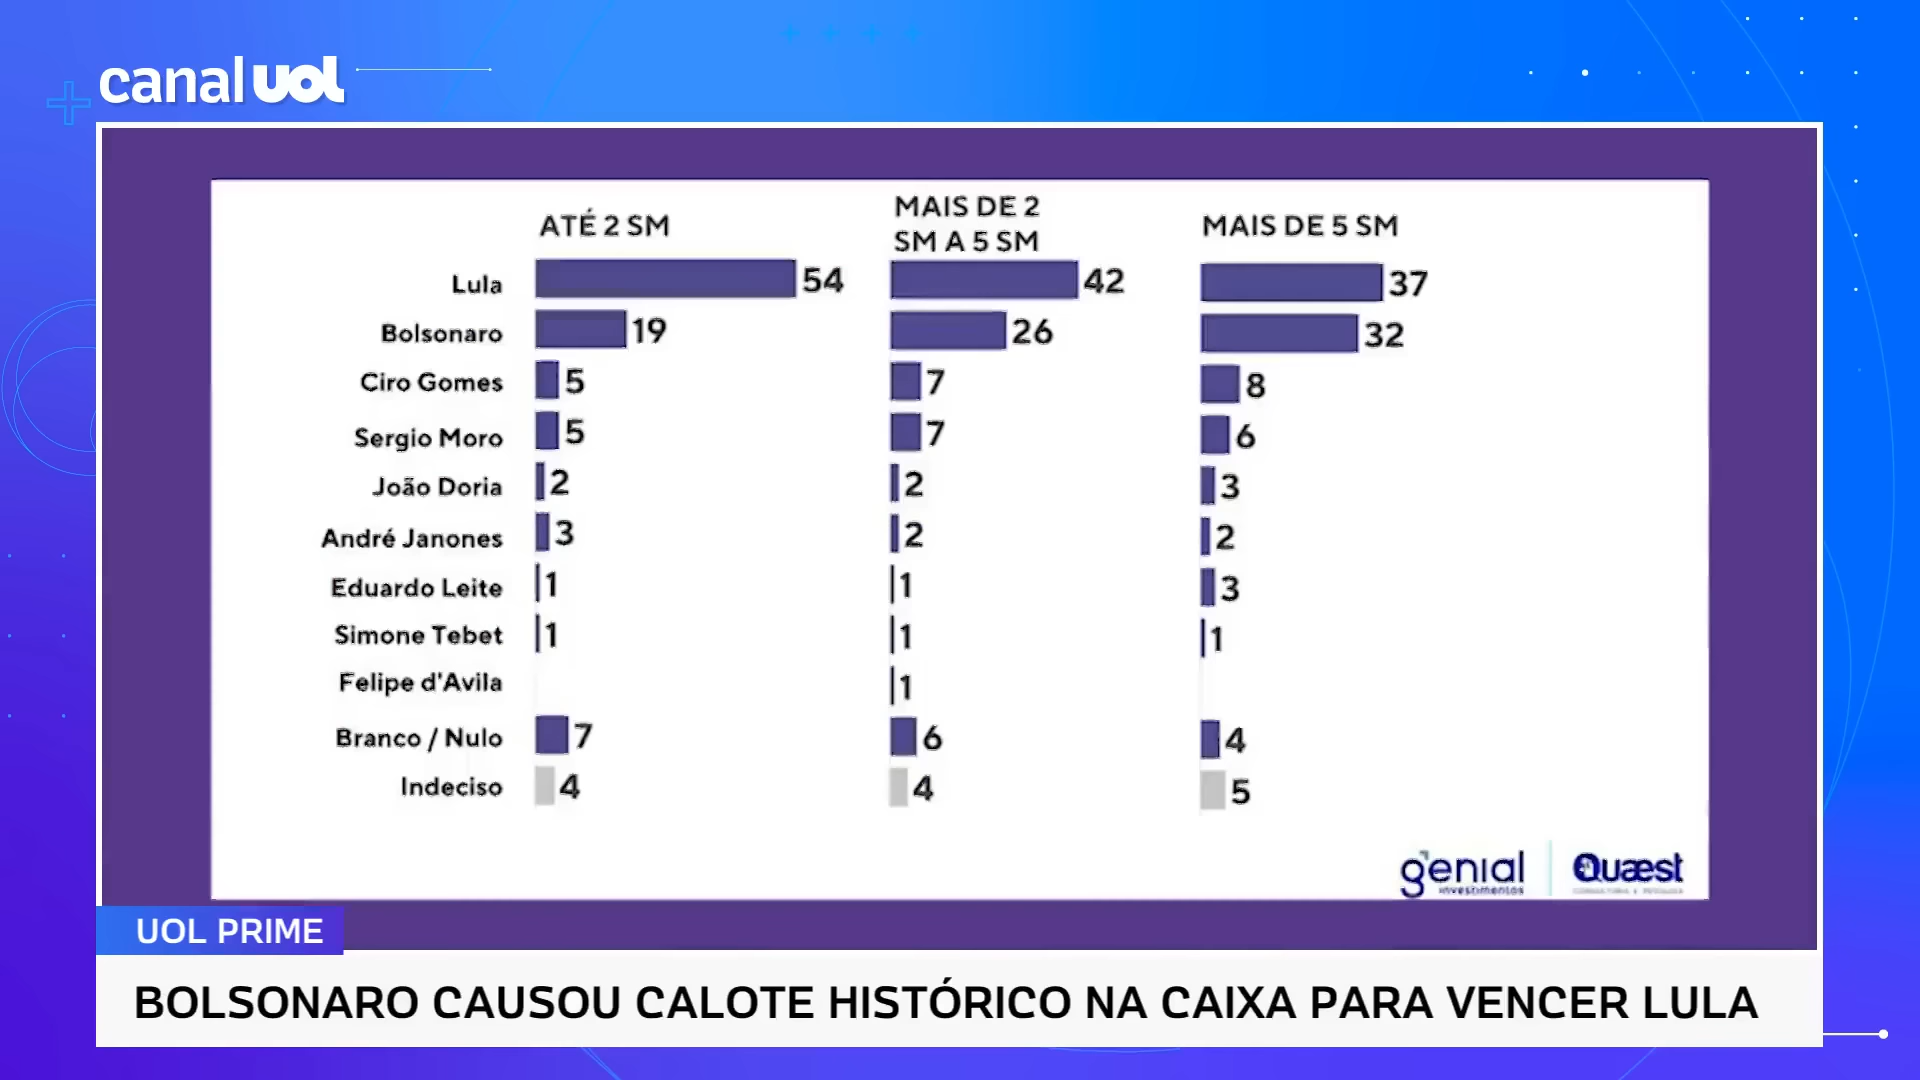 canal uol
ATÉ 2 SM
MAIS DE 2
SM A 5 SM
MAIS DE 5 SM
Lula 54 42 37
Bolsonaro 19 26 32
Ciro Gomes 5 7 8
Sergio Moro 5 7 6
João Doria 2 2 3
André Janones 3 2 2
Eduardo Leite 1 1 3
Simone Tebet 1 1 1
Felipe d'Avila 1
Branco / Nulo 7 6 4
Indeciso 4 4 5
genial
investimentos
Quæst
UOL PRIME
BOLSONARO CAUSOU CALOTE HISTÓRICO NA CAIXA PARA VENCER LULA